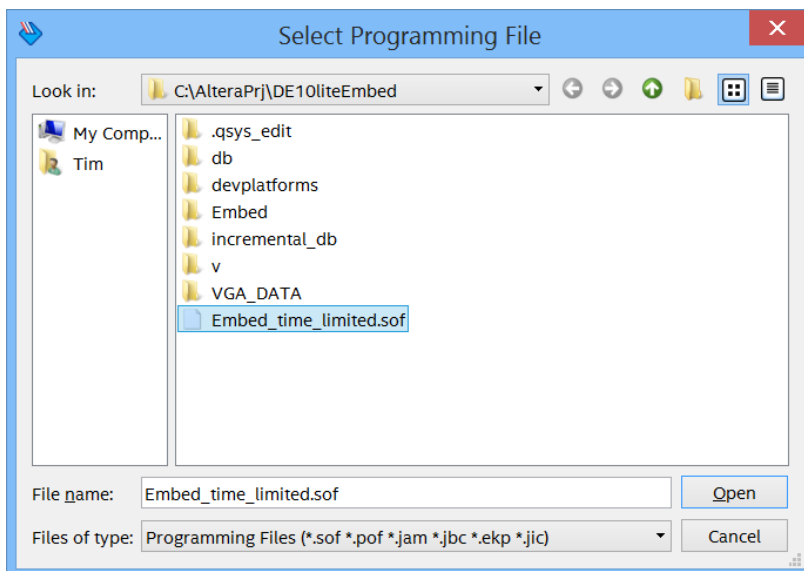 Select Programming File
Look in: C:\AlteraPrj\DE10liteEmbed
My Comp...
Tim
.qsys_edit
db
devplatforms
Embed
incremental_db
v
VGA_DATA
Embed_time_limited.sof
File name: Embed_time_limited.sof Open
Files of type: Programming Files (*.sof *.pof *.jam *.jbc *.ekp *.jic) Cancel